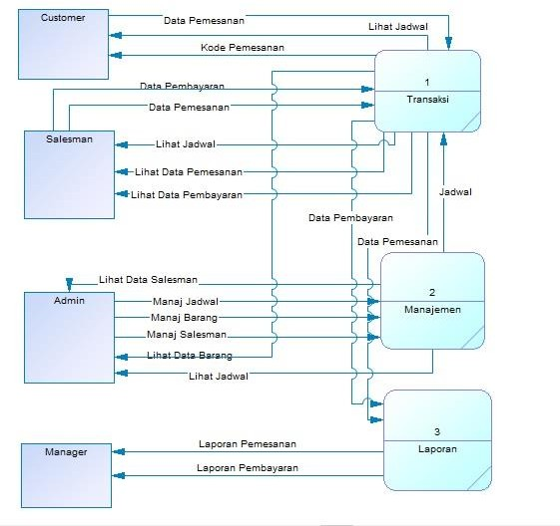 Customer
Data Pemesanan
Lihat Jadwal
Kode Pemesanan
1
Transaksi
Data Pembayaran
Data Pemesanan
Salesman
Lihat Jadwal
Lihat Data Pemesanan
Lihat Data Pembayaran
Jadwal
Data Pembayaran
Data Pemesanan
Lihat Data Salesman
Admin
Manaj Jadwal
Manaj Barang
Manaj Salesman
Lihat Data Barang
Lihat Jadwal
2
Manajemen
3
Laporan
Manager
Laporan Pemesanan
Laporan Pembayaran